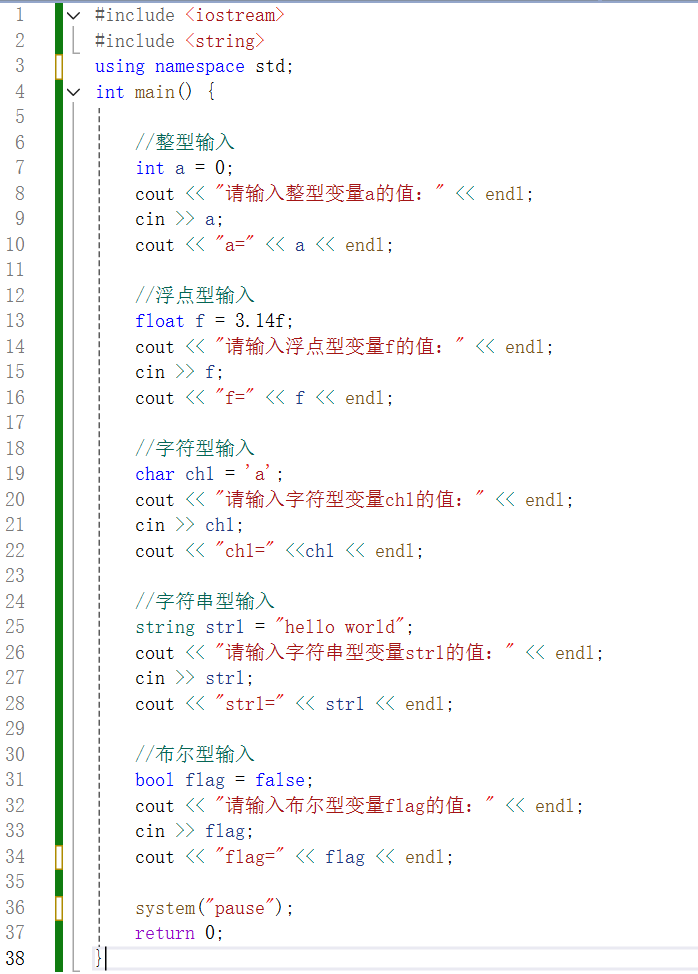 1 #include <iostream>
2 #include <string>
3 using namespace std;
4 int main() {
5
6 //整型输入
7 int a = 0;
8 cout << "请输入整型变量a的值：" << endl;
9 cin >> a;
10 cout << "a=" << a << endl;
11
12 //浮点型输入
13 float f = 3.14f;
14 cout << "请输入浮点型变量f的值：" << endl;
15 cin >> f;
16 cout << "f=" << f << endl;
17
18 //字符型输入
19 char ch1 = 'a';
20 cout << "请输入字符型变量ch1的值：" << endl;
21 cin >> ch1;
22 cout << "ch1=" <<ch1 << endl;
23
24 //字符串型输入
25 string str1 = "hello world";
26 cout << "请输入字符串型变量str1的值：" << endl;
27 cin >> str1;
28 cout << "str1=" << str1 << endl;
29
30 //布尔型输入
31 bool flag = false;
32 cout << "请输入布尔型变量flag的值：" << endl;
33 cin >> flag;
34 cout << "flag=" << flag << endl;
35
36 system("pause");
37 return 0;
38 }